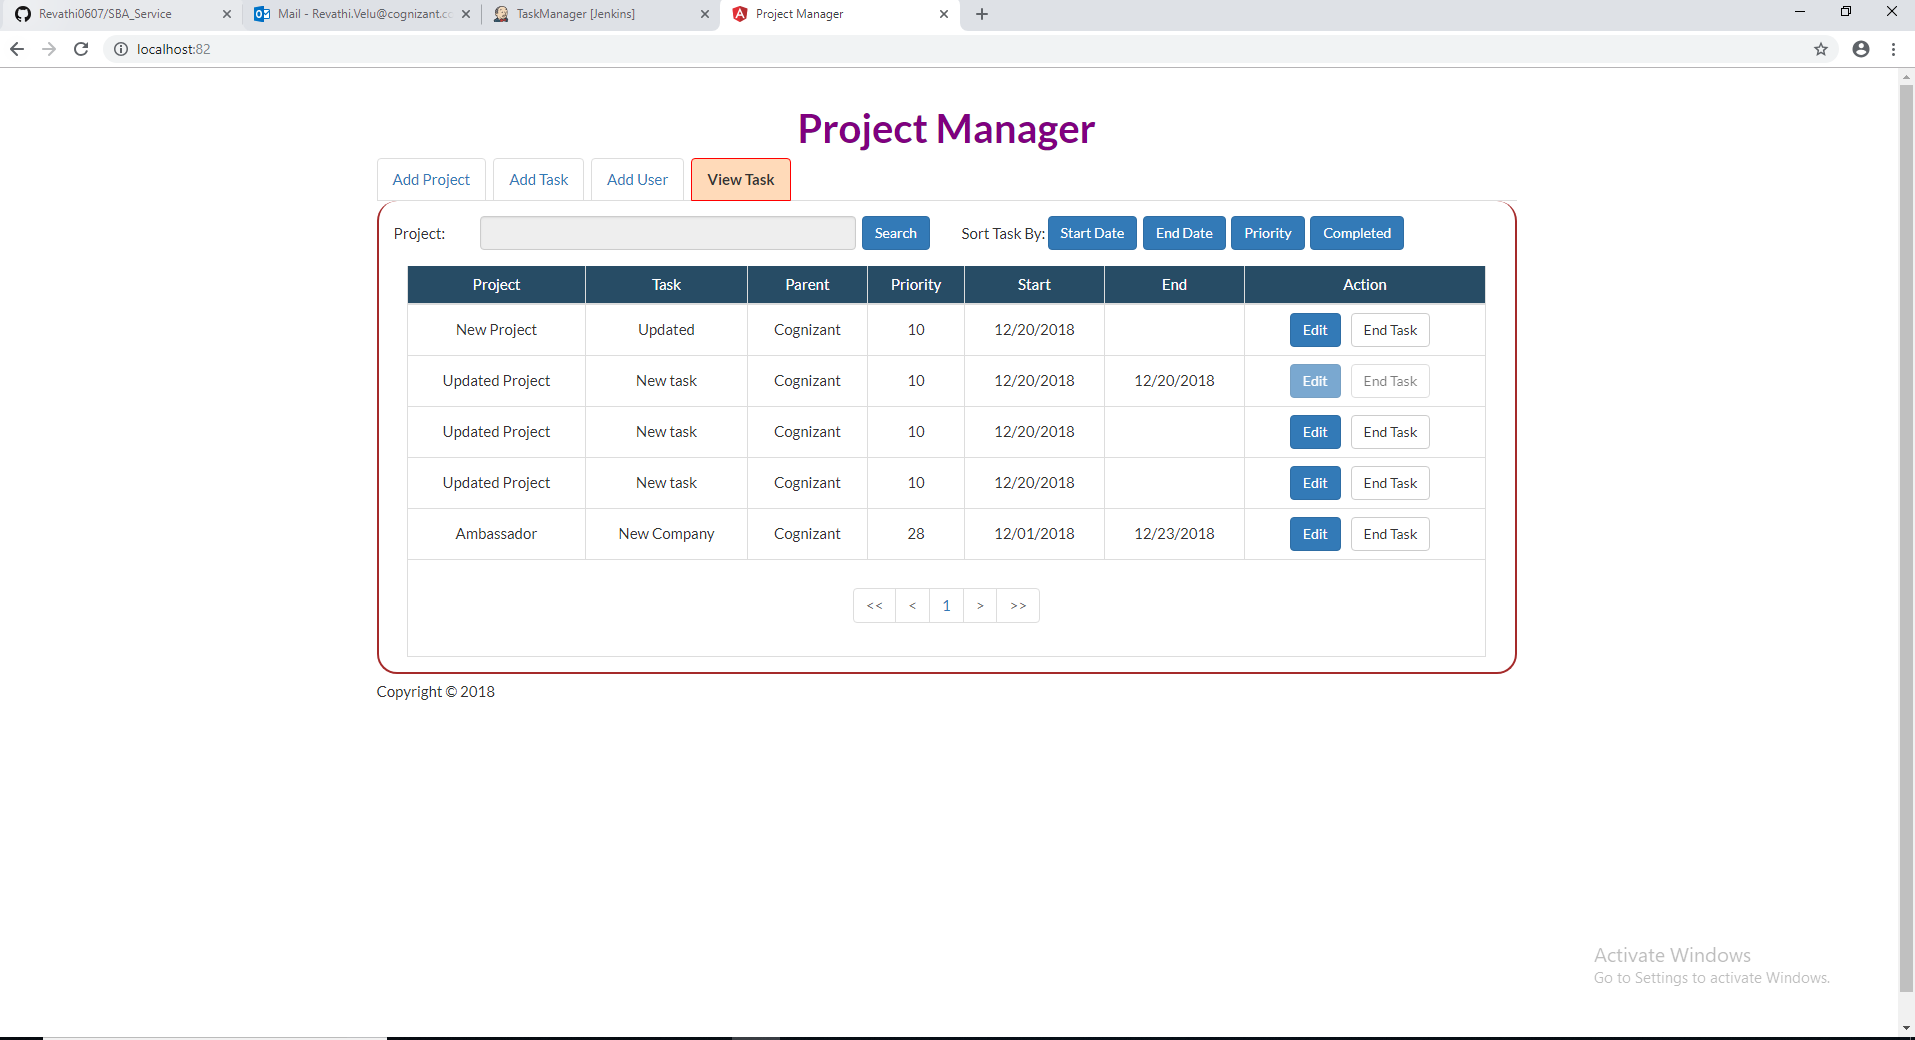 Revathi0607/SBA_Service
Mail - Revathi.Velu@cognizant.co
TaskManager [Jenkins]
Project Manager
localhost:82
Project Manager
Add Project
Add Task
Add User
View Task
Project:
Search
Sort Task By:
Start Date
End Date
Priority
Completed
Project Task Parent Priority Start End Action
New Project Updated Cognizant 10 12/20/2018 Edit End Task
Updated Project New task Cognizant 10 12/20/2018 12/20/2018 Edit End Task
Updated Project New task Cognizant 10 12/20/2018 Edit End Task
Updated Project New task Cognizant 10 12/20/2018 Edit End Task
Ambassador New Company Cognizant 28 12/01/2018 12/23/2018 Edit End Task
<< < 1 > >>
Copyright © 2018
Activate Windows
Go to Settings to activate Windows.